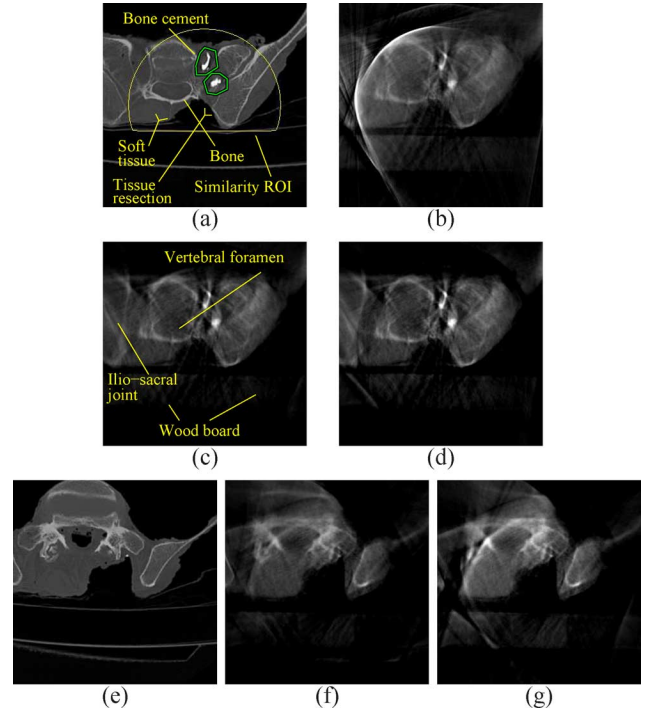 Bone cement
Soft
tissue
Bone
Tissue
resection
Similarity ROI
(a)
(b)
Vertebral foramen
Ilio-sacral
joint
Wood board
(c)
(d)
(e)
(f)
(g)